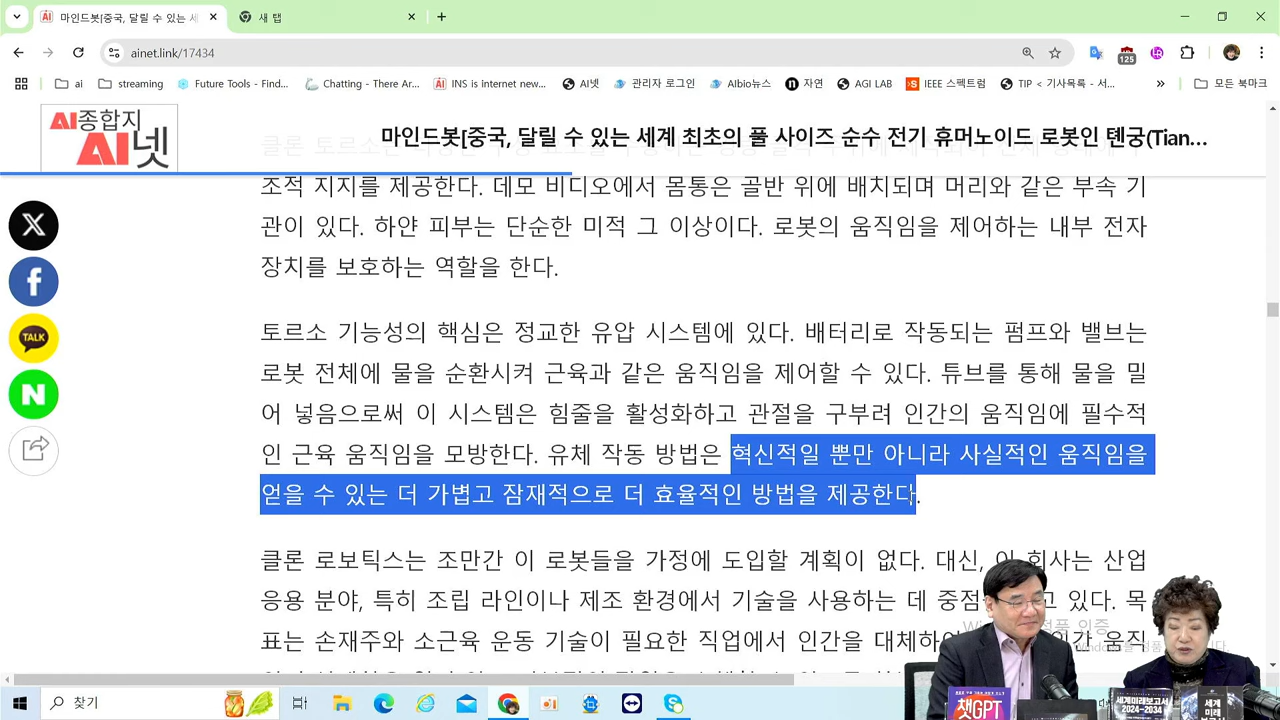 마인드봇[중국, 달릴 수 있는 세
새 탭
ainet.link/17434
125
ai
streaming
Future Tools - Find...
Chatting - There Ar...
INS is internet new...
AI넷
관리자 로그인
AIbio뉴스
자연
AGI LAB
IEEE 스펙트럼
TIP < 기사목록 - 서...
모든 북마크
AI종합지
AI넷
마인드봇[중국, 달릴 수 있는 세계 최초의 풀 사이즈 순수 전기 휴머노이드 로봇인 톈궁(Tian...
조적 지지를 제공한다. 데모 비디오에서 몸통은 골반 위에 배치되며 머리와 같은 부속 기
관이 있다. 하얀 피부는 단순한 미적 그 이상이다. 로봇의 움직임을 제어하는 내부 전자
장치를 보호하는 역할을 한다.
토르소 기능성의 핵심은 정교한 유압 시스템에 있다. 배터리로 작동되는 펌프와 밸브는
로봇 전체에 물을 순환시켜 근육과 같은 움직임을 제어할 수 있다. 튜브를 통해 물을 밀
어 넣음으로써 이 시스템은 힘줄을 활성화하고 관절을 구부려 인간의 움직임에 필수적
인 근육 움직임을 모방한다. 유체 작동 방법은 혁신적일 뿐만 아니라 사실적인 움직임을
얻을 수 있는 더 가볍고 잠재적으로 더 효율적인 방법을 제공한다.
클론 로보틱스는 조만간 이 로봇들을 가정에 도입할 계획이 없다. 대신, 이 회사는 산업
응용 분야, 특히 조립 라인이나 제조 환경에서 기술을 사용하는 데 중점 고 있다. 목
표는 손재주와 소근육 운동 기술이 필요한 직업에서 인간을 대체하 간 움직
TALK
N
찾기
챗GPT
세계미래보고서
2024-2034
세계
미래